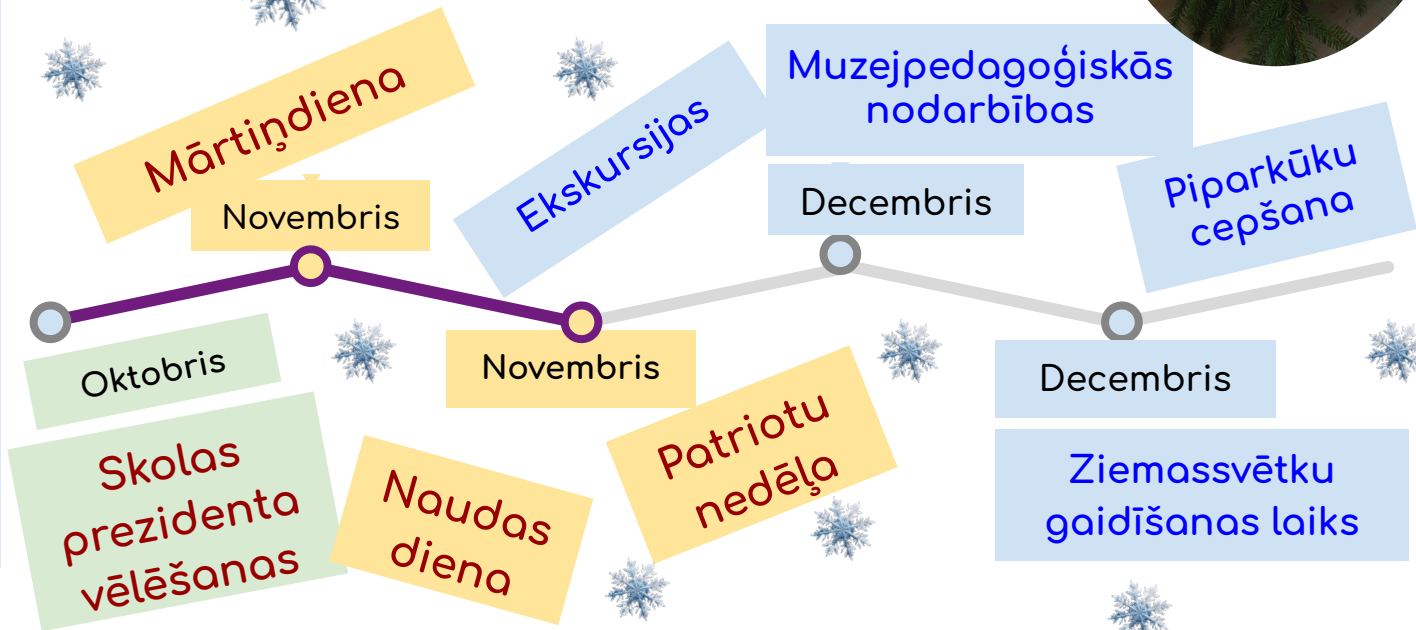 Mārtiņdiena
Novembris
Ekskursijas
Muzejpedagoģiskās
nodarbības
Decembris
Piparkūku
cepšana
Oktobris
Skolas
prezidenta
vēlēšanas
Naudas
diena
Novembris
Patriotu
nedēļa
Decembris
Ziemassvētku
gaidīšanas laiks